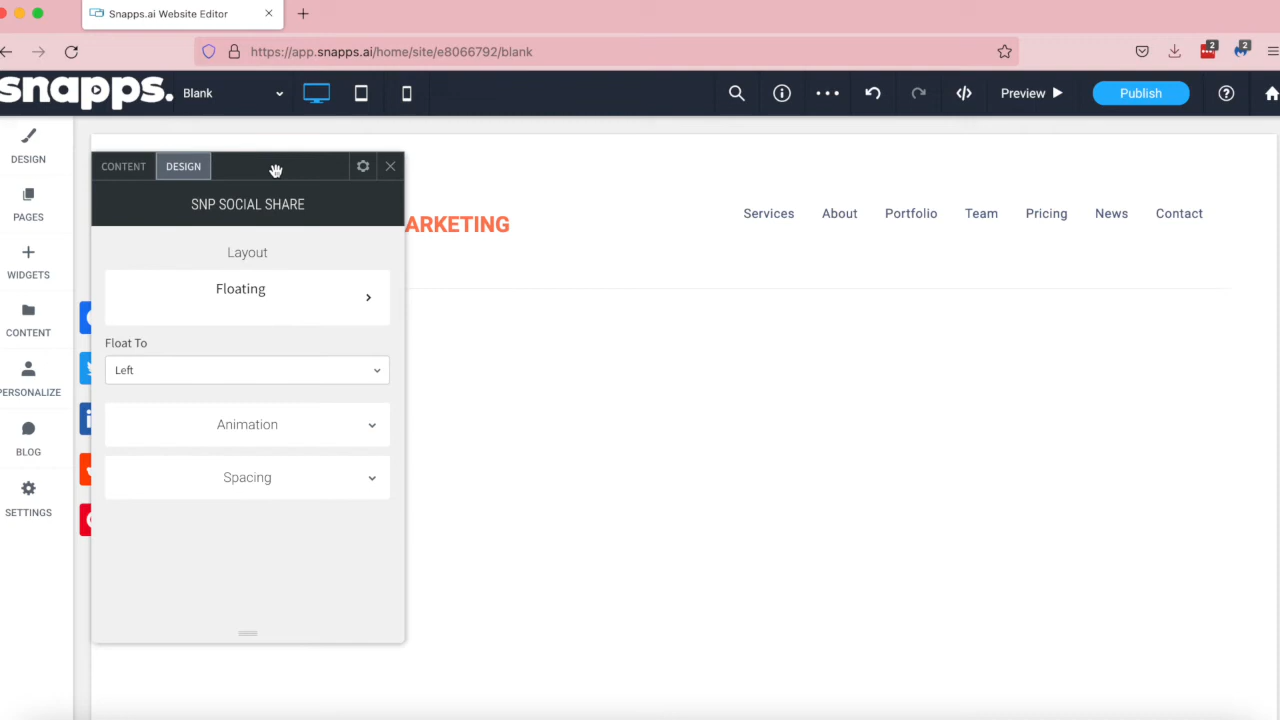 Snapps.ai Website Editor
https://app.snapps.ai/home/site/e8066792/blank
2
2
snapps.
Blank
Preview
Publish
DESIGN
PAGES
WIDGETS
CONTENT
PERSONALIZE
BLOG
SETTINGS
CONTENT DESIGN
SNP SOCIAL SHARE
Layout
Floating
Float To
Left
Animation
Spacing
ARKETING
Services About Portfolio Team Pricing News Contact